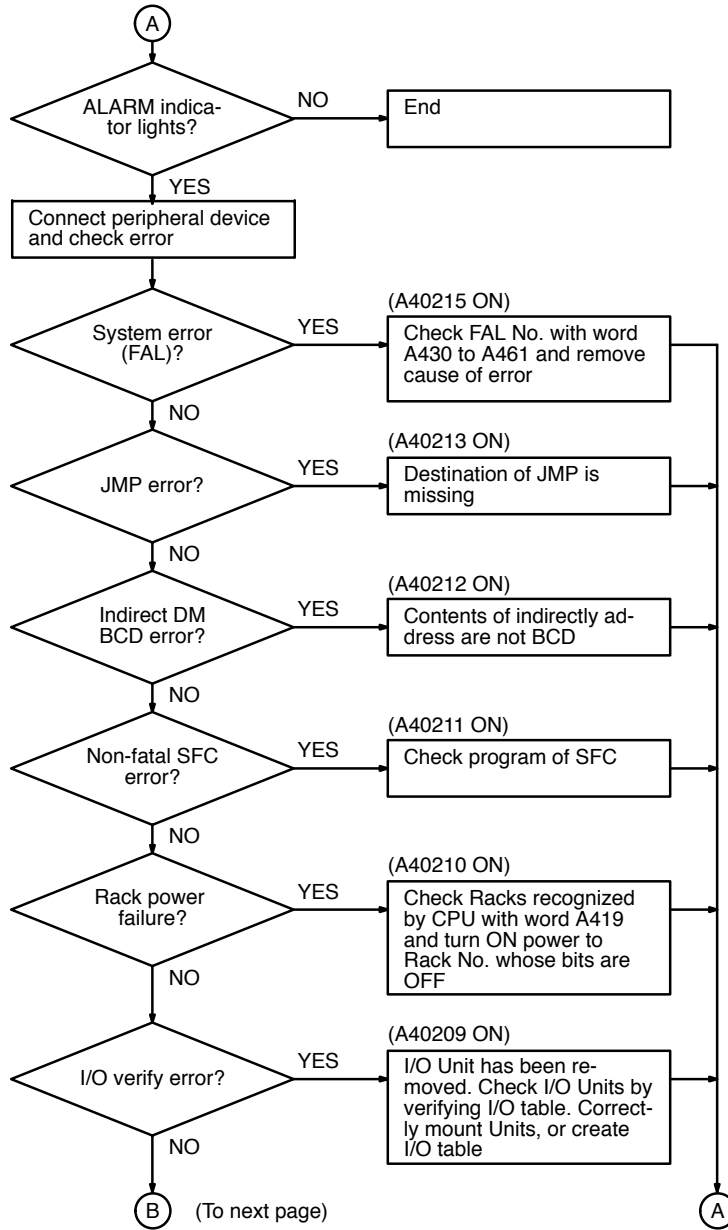 A
ALARM indica-
tor lights?
NO
End
YES
Connect peripheral device
and check error
System error
(FAL)?
YES
(A40215 ON)
Check FAL No. with word
A430 to A461 and remove
cause of error
NO
JMP error?
YES
(A40213 ON)
Destination of JMP is
missing
NO
Indirect DM
BCD error?
YES
(A40212 ON)
Contents of indirectly ad-
dress are not BCD
NO
Non-fatal SFC
error?
YES
(A40211 ON)
Check program of SFC
NO
Rack power
failure?
YES
(A40210 ON)
Check Racks recognized
by CPU with word A419
and turn ON power to
Rack No. whose bits are
OFF
NO
I/O verify error?
YES
(A40209 ON)
I/O Unit has been re-
moved. Check I/O Units by
verifying I/O table. Correct-
ly mount Units, or create
I/O table
NO
B
(To next page)
A